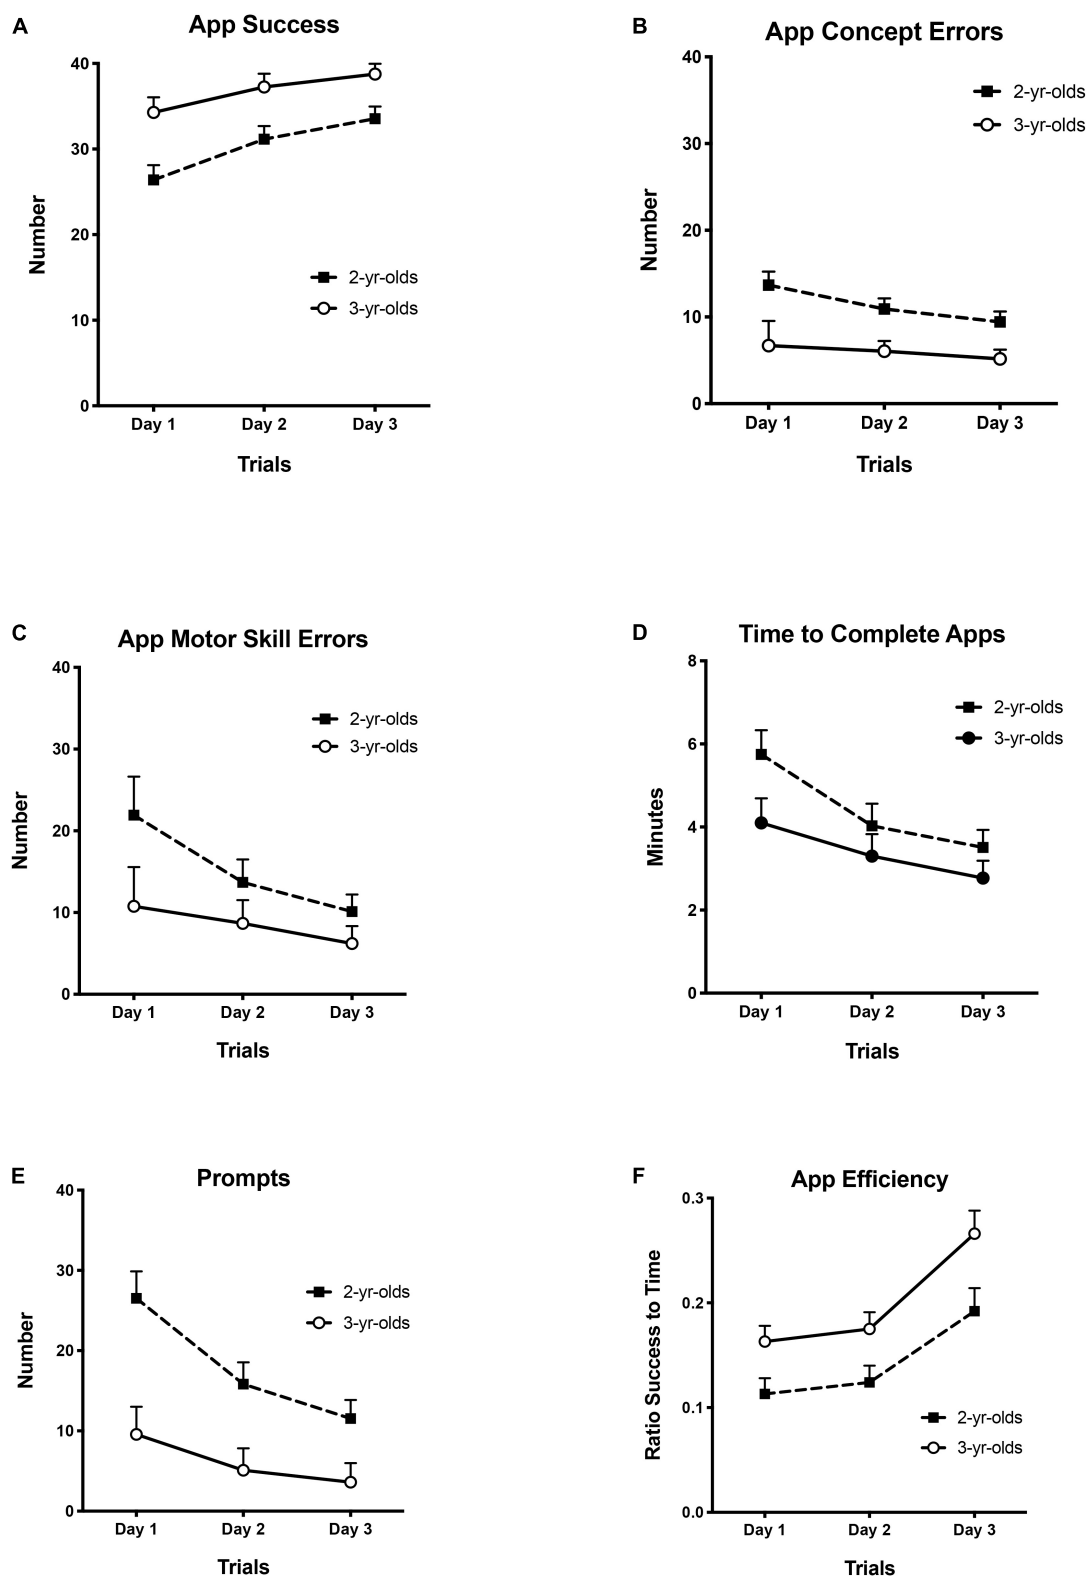 A
App Success
40
30
20
10
0
Number
2-yr-olds
3-yr-olds
Day 1 Day 2 Day 3
Trials
B
App Concept Errors
40
30
20
10
0
Number
2-yr-olds
3-yr-olds
Day 1 Day 2 Day 3
Trials
C
App Motor Skill Errors
40
30
20
10
0
Number
2-yr-olds
3-yr-olds
Day 1 Day 2 Day 3
Trials
D
Time to Complete Apps
8
6
4
2
0
Minutes
2-yr-olds
3-yr-olds
Day 1 Day 2 Day 3
Trials
E
Prompts
40
30
20
10
0
Number
2-yr-olds
3-yr-olds
Day 1 Day 2 Day 3
Trials
F
App Efficiency
0.3
0.2
0.1
0.0
Ratio Success to Time
2-yr-olds
3-yr-olds
Day 1 Day 2 Day 3
Trials